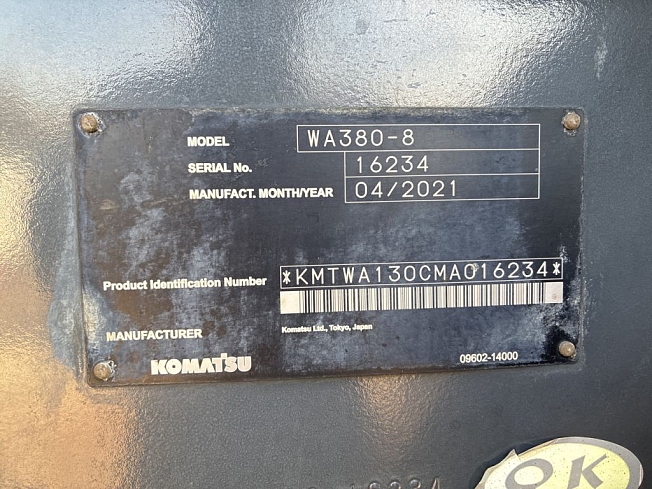 MODEL WA380-8
SERIAL No. 16234
MANUFACT. MONTH/YEAR 04/2021
Product Identification Number *KMTWA130CMA016234*
MANUFACTURER Komatsu Ltd., Tokyo, Japan
KOMATSU 09602-14000
OK